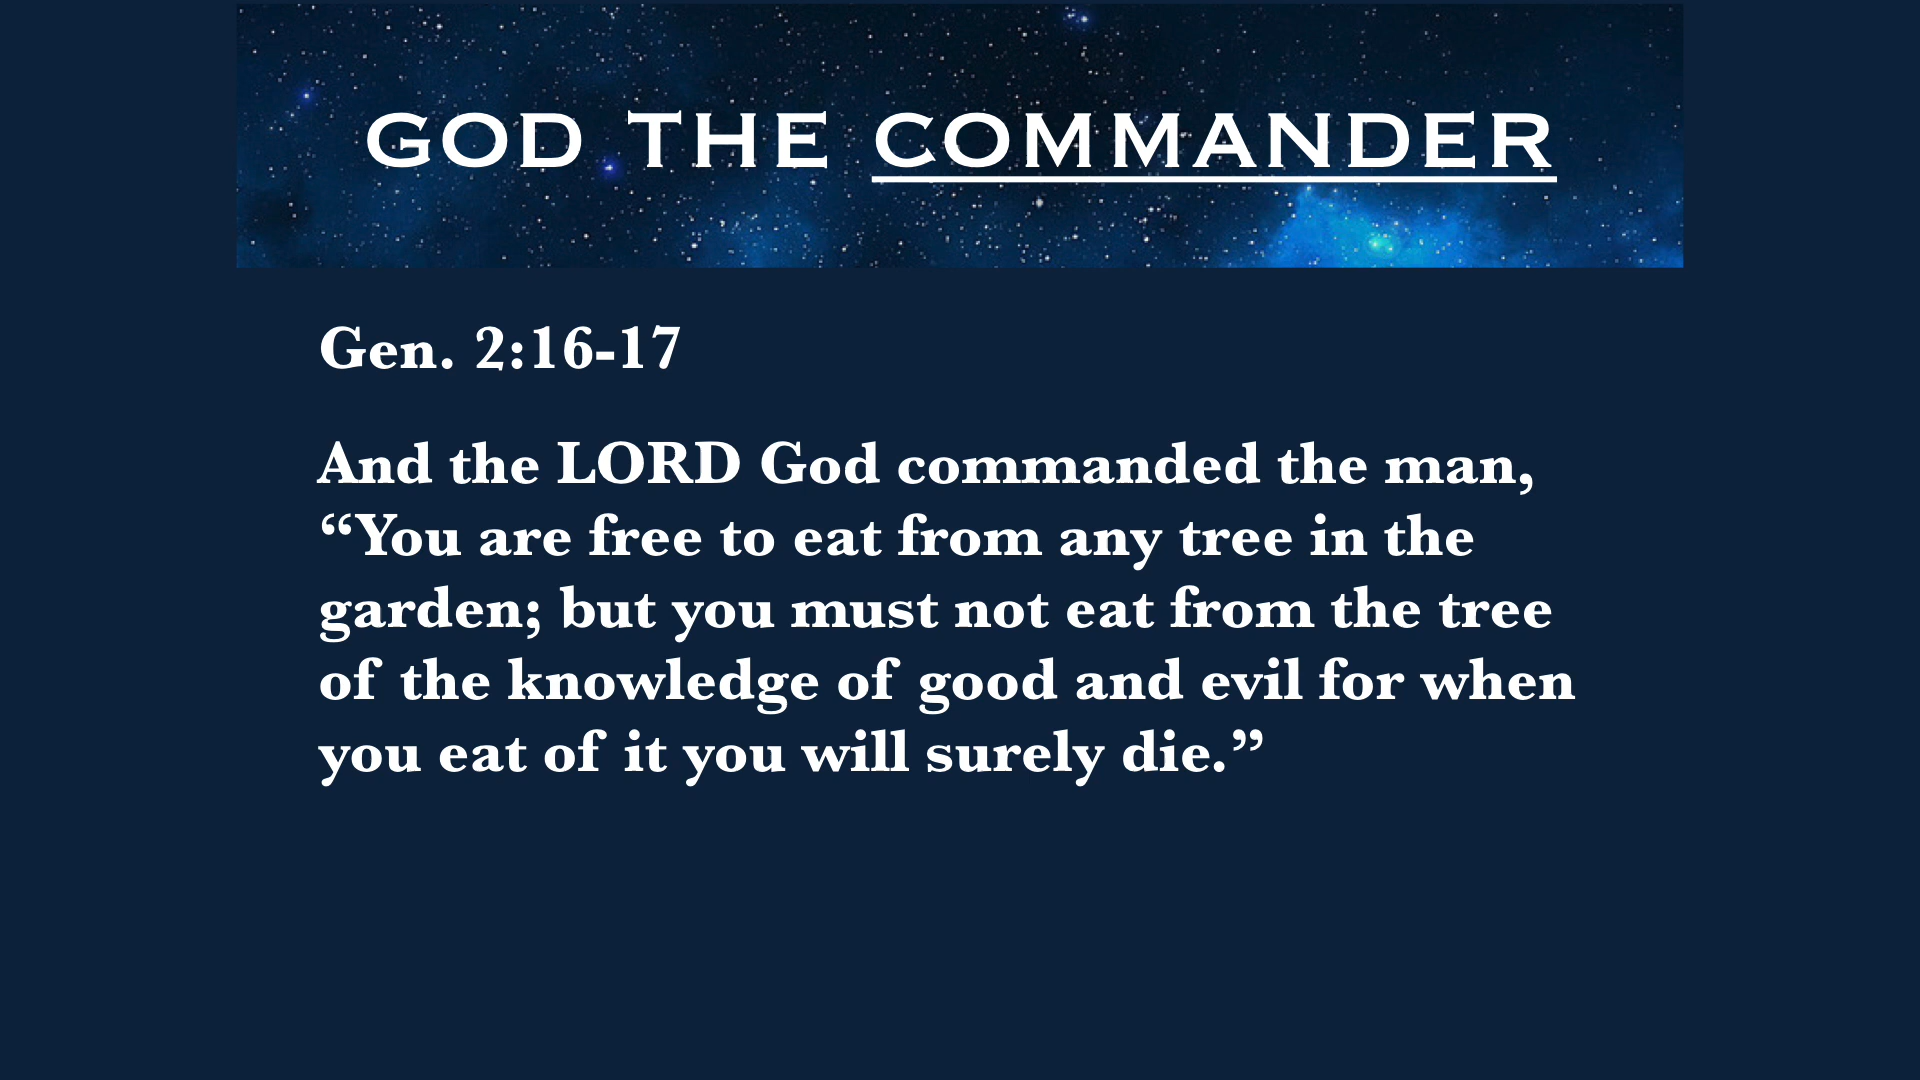 GOD THE COMMANDER
Gen. 2:16-17
And the LORD God commanded the man,
“You are free to eat from any tree in the
garden; but you must not eat from the tree
of the knowledge of good and evil for when
you eat of it you will surely die.”